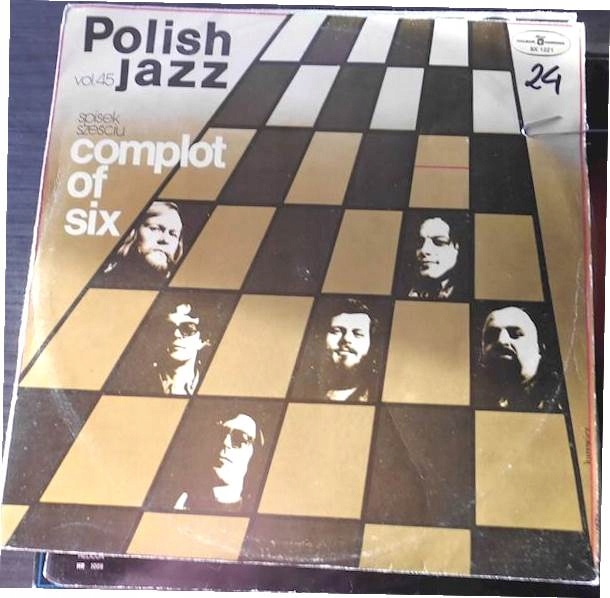 Polish
vol.45 jazz
spisek
sześciu
complot
of
six
SX 1221
24